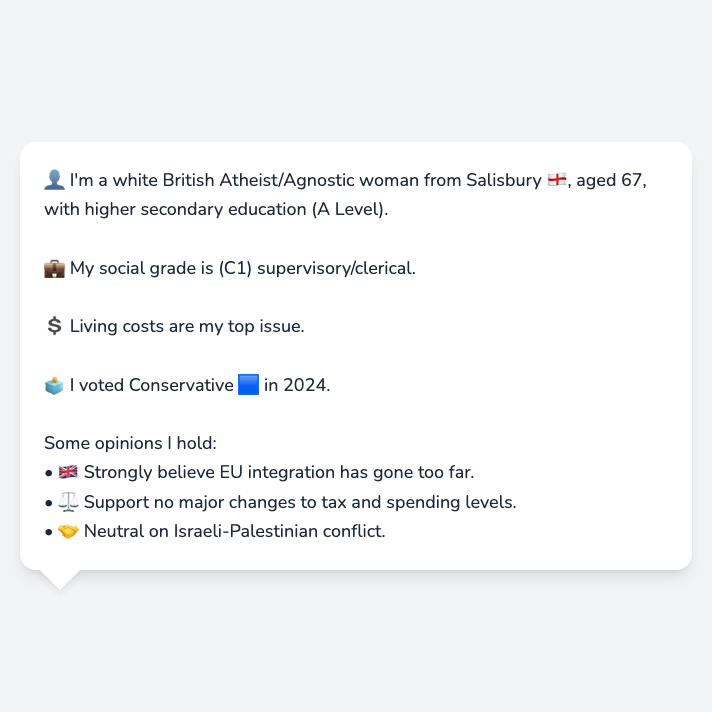 👤 I'm a white British Atheist/Agnostic woman from Salisbury 🏴󠁧󠁢󠁥󠁮󠁧󠁿, aged 67,
with higher secondary education (A Level).
💼 My social grade is (C1) supervisory/clerical.
💲 Living costs are my top issue.
🗳️ I voted Conservative 🟦 in 2024.
Some opinions I hold:
• 🇬🇧 Strongly believe EU integration has gone too far.
• ⚖️ Support no major changes to tax and spending levels.
• 🤝 Neutral on Israeli-Palestinian conflict.